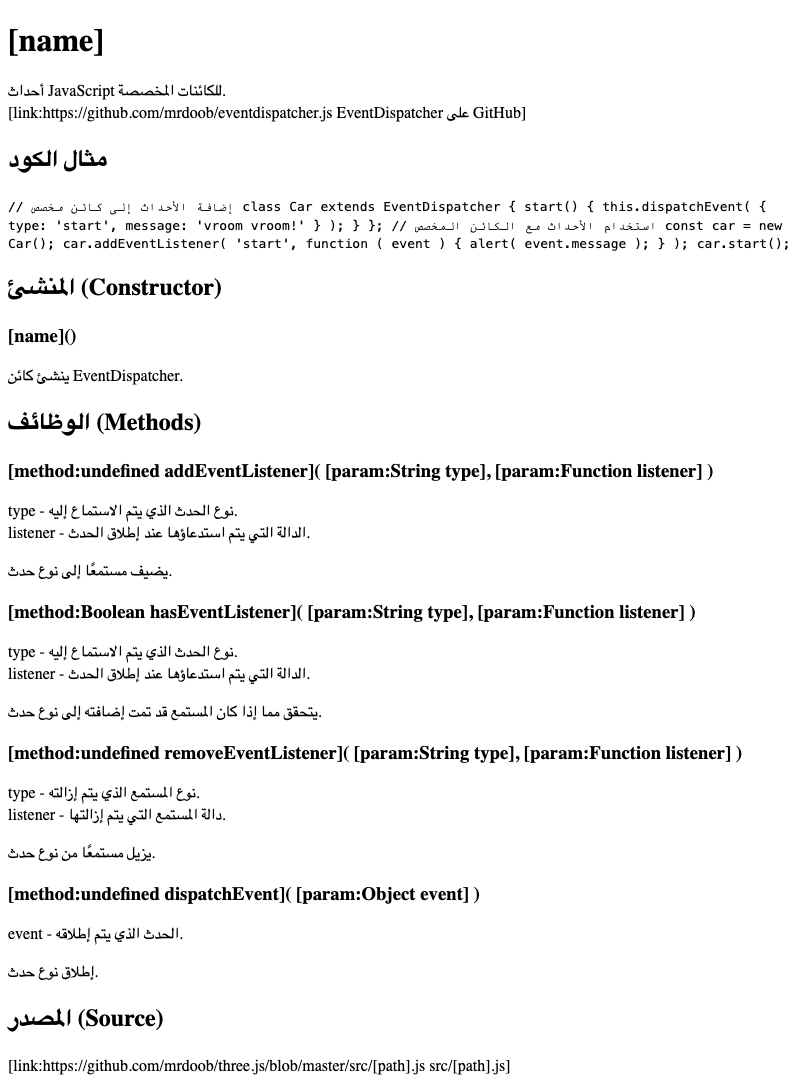 [name]
أحداث JavaScript للكائنات المخصصة.
[link:https://github.com/mrdoob/eventdispatcher.js EventDispatcher على GitHub]
مثال الكود
// إضافة الأحداث إلى كائن مخصص class Car extends EventDispatcher { start() { this.dispatchEvent( {
type: 'start', message: 'vroom vroom!' } ); } }; // استخدام الأحداث مع الكائن المخصص const car = new
Car(); car.addEventListener( 'start', function ( event ) { alert( event.message ); } ); car.start();
المنشئ (Constructor)
[name]()
ينشئ كائن EventDispatcher.
الوظائف (Methods)
[method:undefined addEventListener]( [param:String type], [param:Function listener] )
type - نوع الحدث الذي يتم الاستماع إليه.
listener - الدالة التي يتم استدعاؤها عند إطلاق الحدث.
يضيف مستمعًا إلى نوع حدث.
[method:Boolean hasEventListener]( [param:String type], [param:Function listener] )
type - نوع الحدث الذي يتم الاستماع إليه.
listener - الدالة التي يتم استدعاؤها عند إطلاق الحدث.
يتحقق مما إذا كان المستمع قد تمت إضافته إلى نوع حدث.
[method:undefined removeEventListener]( [param:String type], [param:Function listener] )
type - نوع المستمع الذي يتم إزالته.
listener - دالة المستمع التي يتم إزالتها.
يزيل مستمعًا من نوع حدث.
[method:undefined dispatchEvent]( [param:Object event] )
event - الحدث الذي يتم إطلاقه.
إطلاق نوع حدث.
المصدر (Source)
[link:https://github.com/mrdoob/three.js/blob/master/src/[path].js src/[path].js]